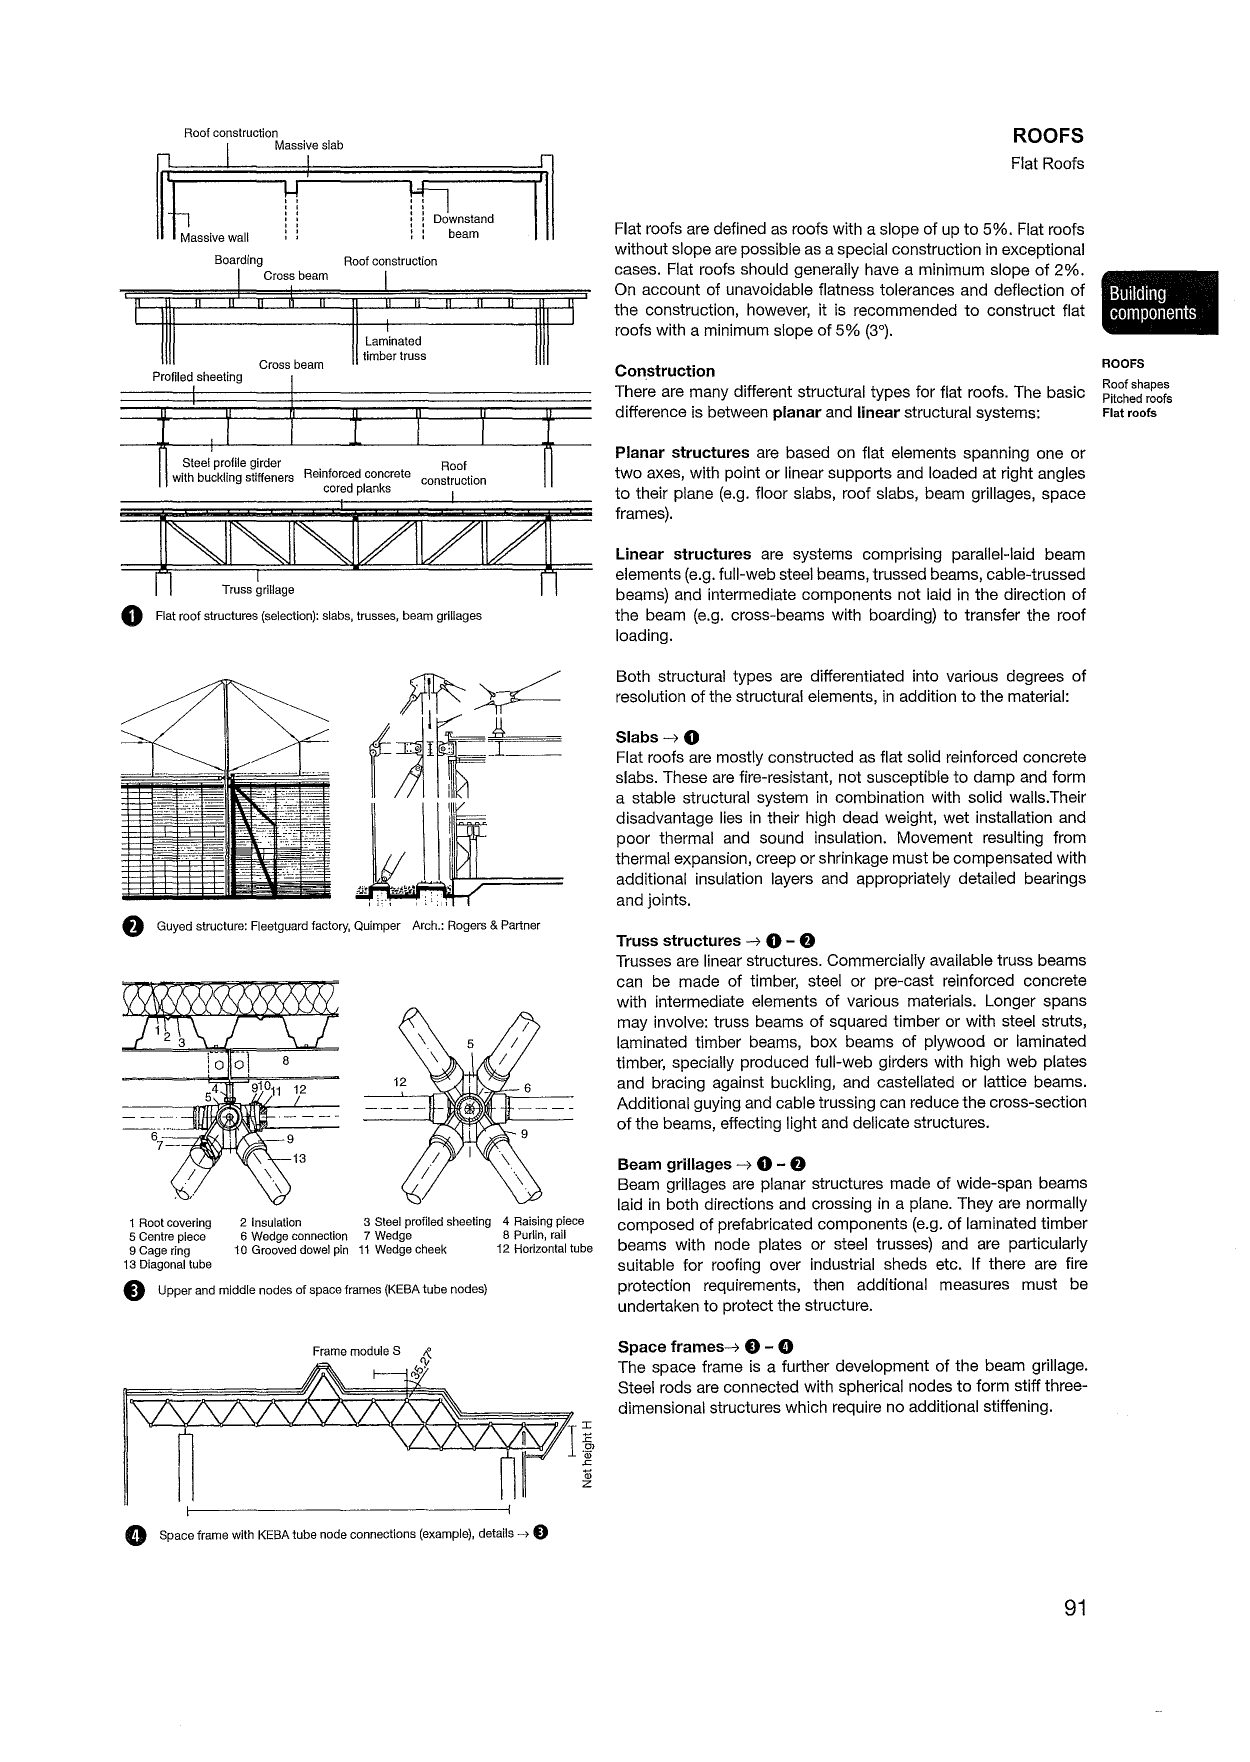 ROOFS
Flat Roofs
Building
components
ROOFS
Roof shapes
Pitched roofs
Flat roofs
Roof construction
Massive slab
Downstand
beam
Massive wall
Boarding
Roof construction
Cross beam
Laminated
timber truss
Cross beam
Profiled sheeting
Steel profile girder
with buckling stiffeners
Reinforced concrete
cored planks
Roof
construction
Truss grillage
1 Flat roof structures (selection): slabs, trusses, beam grillages
2 Guyed structure: Fleetguard factory, Quimper Arch.: Rogers & Partner
1
2
3
8
4
5
9
10
11
12
6
7
9
13
5
12
6
9
1 Root covering 2 Insulation 3 Steel profiled sheeting 4 Raising piece
5 Centre piece 6 Wedge connection 7 Wedge 8 Purlin, rail
9 Cage ring 10 Grooved dowel pin 11 Wedge cheek 12 Horizontal tube
13 Diagonal tube
3 Upper and middle nodes of space frames (KEBA tube nodes)
Frame module S
35.27°
Net height H
4 Space frame with KEBA tube node connections (example), details → 3
Flat roofs are defined as roofs with a slope of up to 5%. Flat roofs
without slope are possible as a special construction in exceptional
cases. Flat roofs should generally have a minimum slope of 2%.
On account of unavoidable flatness tolerances and deflection of
the construction, however, it is recommended to construct flat
roofs with a minimum slope of 5% (3°).
Construction
There are many different structural types for flat roofs. The basic
difference is between planar and linear structural systems:
Planar structures are based on flat elements spanning one or
two axes, with point or linear supports and loaded at right angles
to their plane (e.g. floor slabs, roof slabs, beam grillages, space
frames).
Linear structures are systems comprising parallel-laid beam
elements (e.g. full-web steel beams, trussed beams, cable-trussed
beams) and intermediate components not laid in the direction of
the beam (e.g. cross-beams with boarding) to transfer the roof
loading.
Both structural types are differentiated into various degrees of
resolution of the structural elements, in addition to the material:
Slabs → 1
Flat roofs are mostly constructed as flat solid reinforced concrete
slabs. These are fire-resistant, not susceptible to damp and form
a stable structural system in combination with solid walls.Their
disadvantage lies in their high dead weight, wet installation and
poor thermal and sound insulation. Movement resulting from
thermal expansion, creep or shrinkage must be compensated with
additional insulation layers and appropriately detailed bearings
and joints.
Truss structures → 1 – 2
Trusses are linear structures. Commercially available truss beams
can be made of timber, steel or pre-cast reinforced concrete
with intermediate elements of various materials. Longer spans
may involve: truss beams of squared timber or with steel struts,
laminated timber beams, box beams of plywood or laminated
timber, specially produced full-web girders with high web plates
and bracing against buckling, and castellated or lattice beams.
Additional guying and cable trussing can reduce the cross-section
of the beams, effecting light and delicate structures.
Beam grillages → 1 – 2
Beam grillages are planar structures made of wide-span beams
laid in both directions and crossing in a plane. They are normally
composed of prefabricated components (e.g. of laminated timber
beams with node plates or steel trusses) and are particularly
suitable for roofing over industrial sheds etc. If there are fire
protection requirements, then additional measures must be
undertaken to protect the structure.
Space frames→ 3 – 4
The space frame is a further development of the beam grillage.
Steel rods are connected with spherical nodes to form stiff three-
dimensional structures which require no additional stiffening.
91